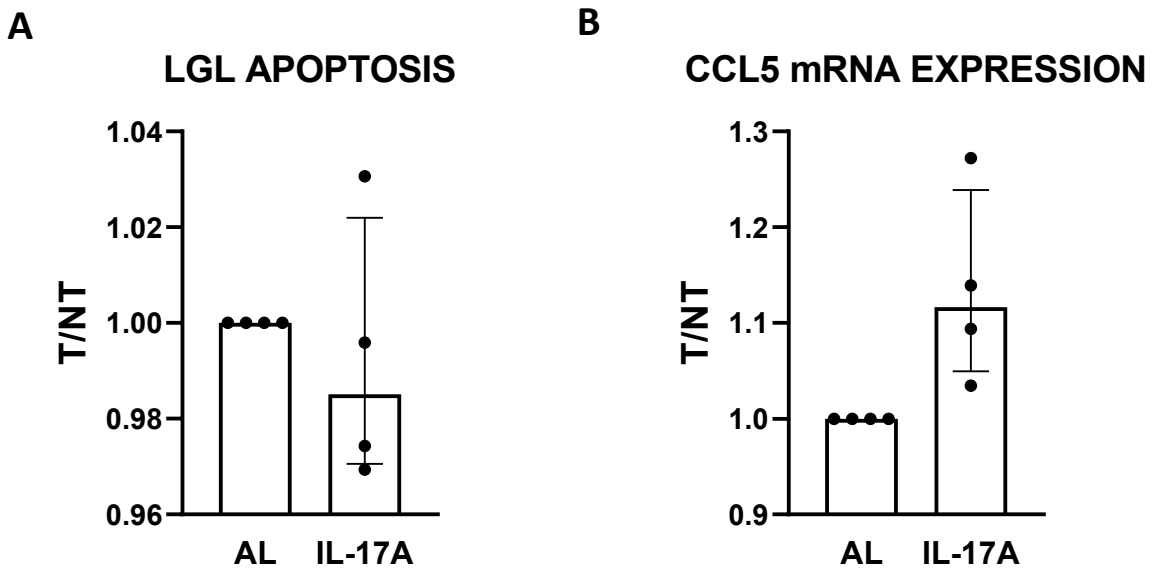 A
LGL APOPTOSIS
1.04
1.02
1.00
0.98
0.96
T/NT
AL IL-17A
B
CCL5 mRNA EXPRESSION
1.3
1.2
1.1
1.0
0.9
T/NT
AL IL-17A